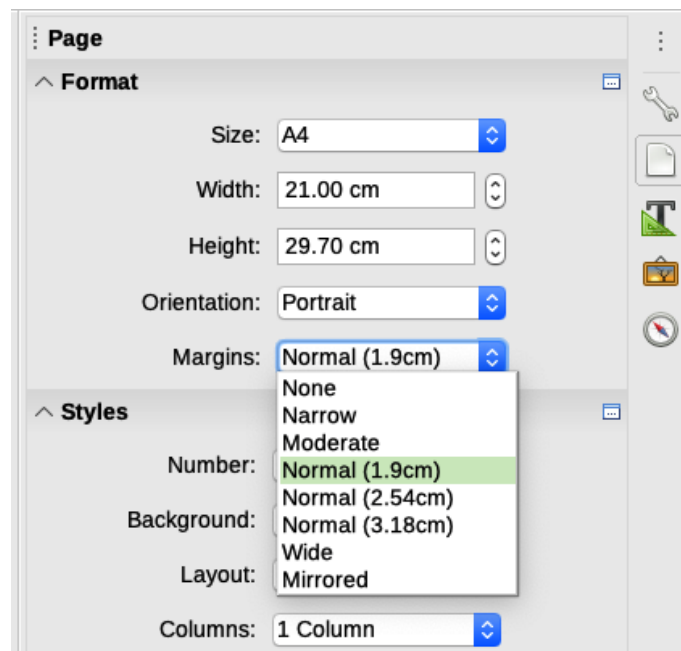 Page
Format
Size: A4
Width: 21.00 cm
Height: 29.70 cm
Orientation: Portrait
Margins: Normal (1.9cm)
None
Narrow
Moderate
Normal (1.9cm)
Normal (2.54cm)
Normal (3.18cm)
Wide
Mirrored
Styles
Number:
Background:
Layout:
Columns: 1 Column